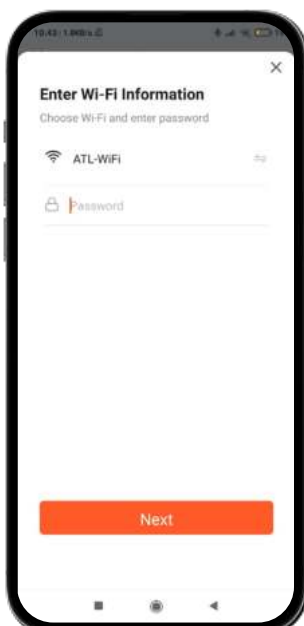 Enter Wi-Fi Information
Choose Wi-Fi and enter password
ATL-WiFi
Password
Next